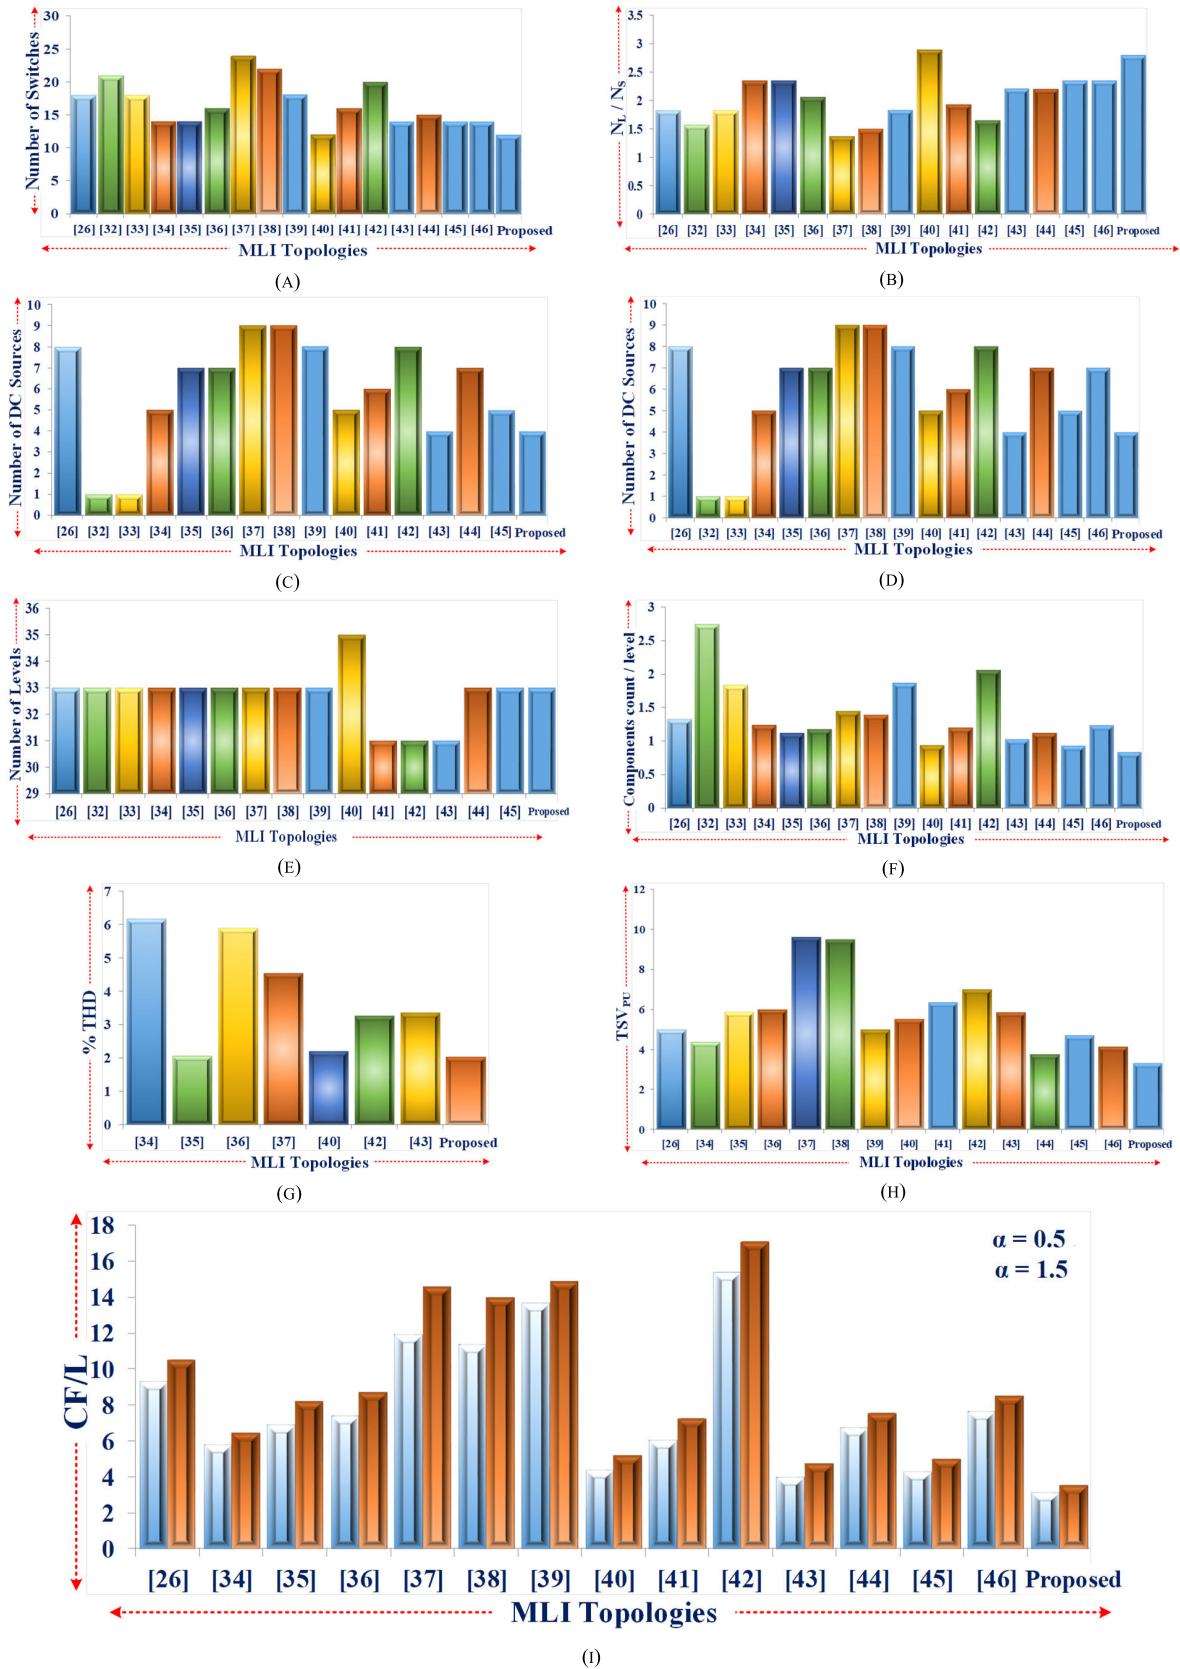 Number of Switches
30
25
20
15
10
5
0
[26] [32] [33] [34] [35] [36] [37] [38] [39] [40] [41] [42] [43] [44] [45] [46] Proposed
MLI Topologies
(A)
N_L / N_S
3.5
3
2.5
2
1.5
1
0.5
0
[26] [32] [33] [34] [35] [36] [37] [38] [39] [40] [41] [42] [43] [44] [45] [46] Proposed
MLI Topologies
(B)
Number of DC Sources
10
9
8
7
6
5
4
3
2
1
0
[26] [32] [33] [34] [35] [36] [37] [38] [39] [40] [41] [42] [43] [44] [45] Proposed
MLI Topologies
(C)
Number of DC Sources
10
9
8
7
6
5
4
3
2
1
0
[26] [32] [33] [34] [35] [36] [37] [38] [39] [40] [41] [42] [43] [44] [45] [46] Proposed
MLI Topologies
(D)
Number of Levels
36
35
34
33
32
31
30
29
[26] [32] [33] [34] [35] [36] [37] [38] [39] [40] [41] [42] [43] [44] [45] Proposed
MLI Topologies
(E)
Components count / level
3
2.5
2
1.5
1
0.5
0
[26] [32] [33] [34] [35] [36] [37] [38] [39] [40] [41] [42] [43] [44] [45] [46] Proposed
MLI Topologies
(F)
% THD
7
6
5
4
3
2
1
0
[34] [35] [36] [37] [40] [42] [43] Proposed
MLI Topologies
(G)
TSV_PU
12
10
8
6
4
2
0
[26] [34] [35] [36] [37] [38] [39] [40] [41] [42] [43] [44] [45] [46] Proposed
MLI Topologies
(H)
CF/L
18
16
14
12
10
8
6
4
2
0
α = 0.5
α = 1.5
[26] [34] [35] [36] [37] [38] [39] [40] [41] [42] [43] [44] [45] [46] Proposed
MLI Topologies
(I)